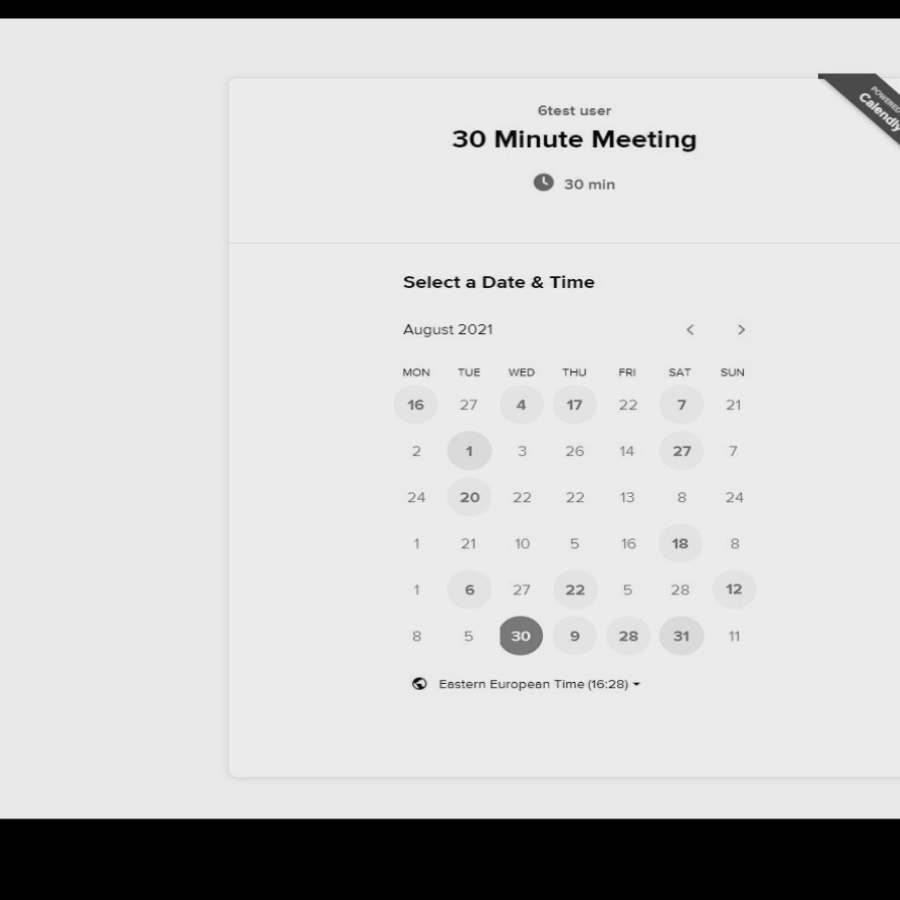 POWERED
Calendly
6test user
30 Minute Meeting
30 min
Select a Date & Time
August 2021
MON TUE WED THU FRI SAT SUN
16 27 4 17 22 7 21
2 1 3 26 14 27 7
24 20 22 22 13 8 24
1 21 10 5 16 18 8
1 6 27 22 5 28 12
8 5 30 9 28 31 11
Eastern European Time (16:28)